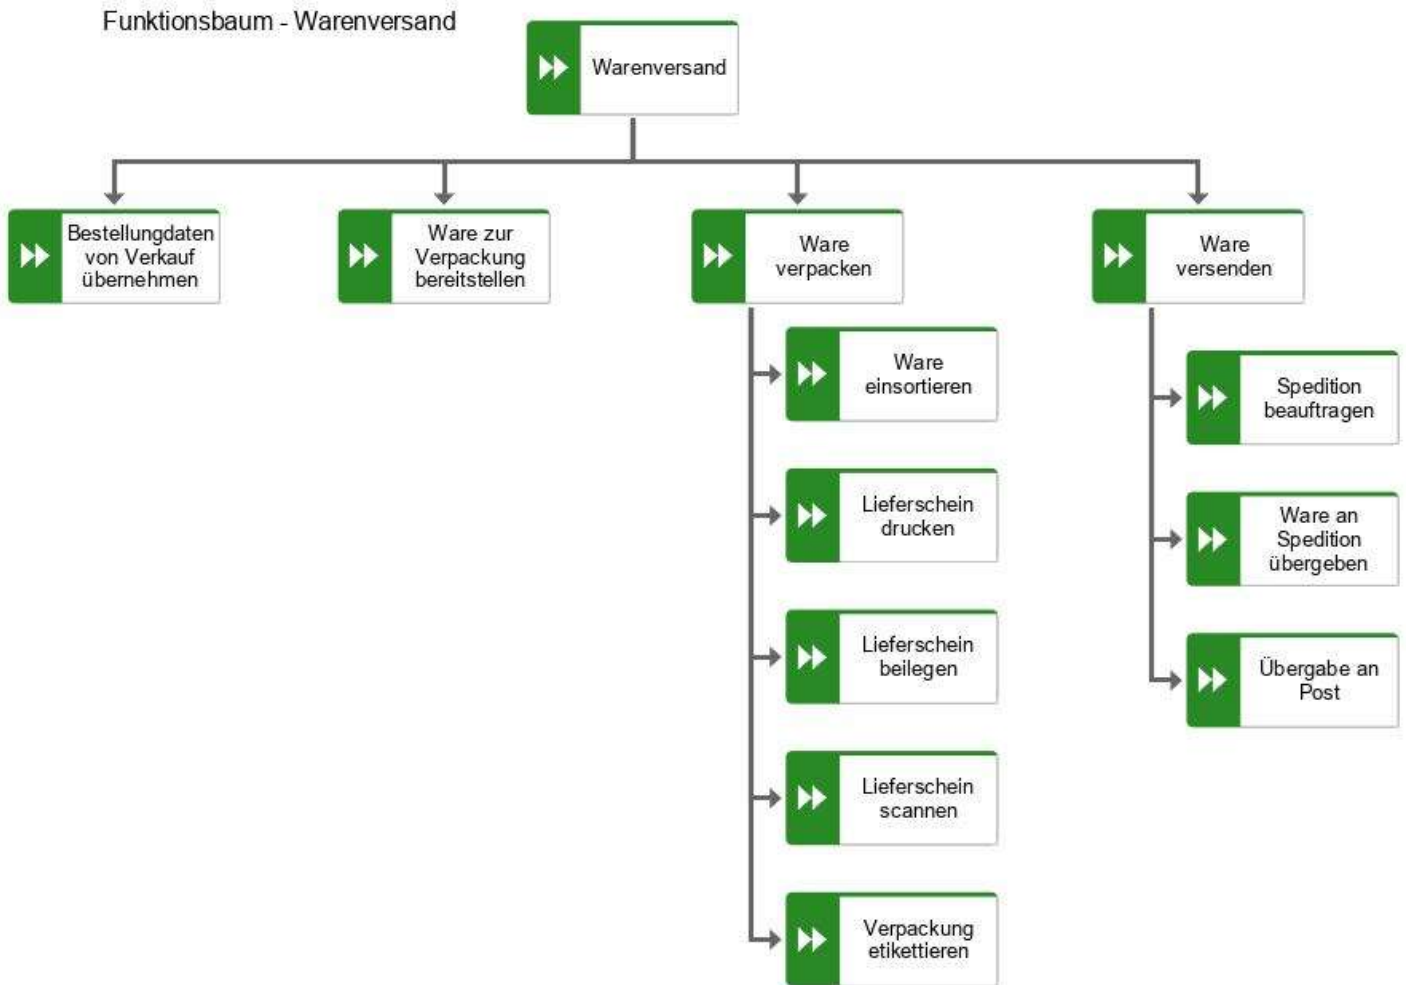 Funktionsbaum - Warenversand
Warenversand
Bestellungdaten
von Verkauf
übernehmen
Ware zur
Verpackung
bereitstellen
Ware
verpacken
Ware
versenden
Ware
einsortieren
Lieferschein
drucken
Lieferschein
beilegen
Lieferschein
scannen
Verpackung
etikettieren
Spedition
beauftragen
Ware an
Spedition
übergeben
Übergabe an
Post